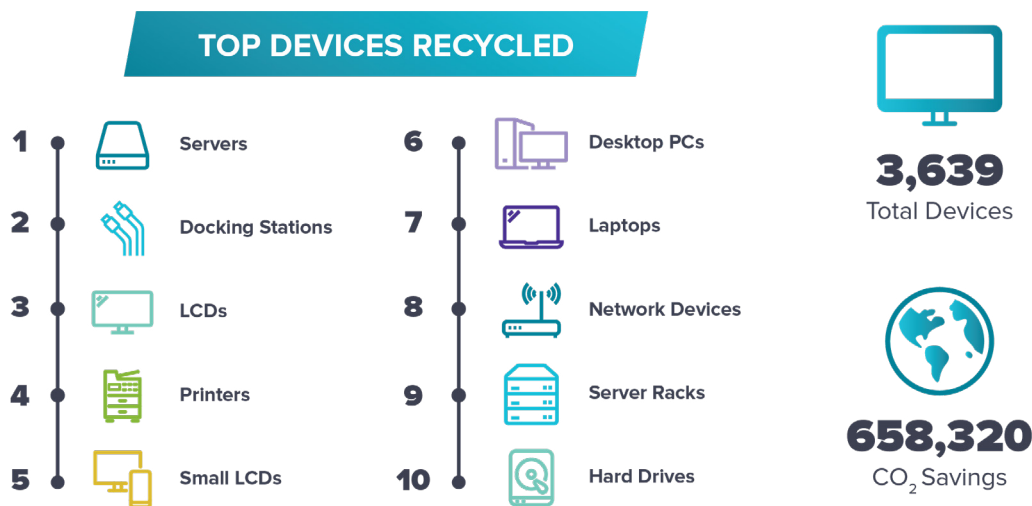 TOP DEVICES RECYCLED
1 Servers
2 Docking Stations
3 LCDs
4 Printers
5 Small LCDs
6 Desktop PCs
7 Laptops
8 Network Devices
9 Server Racks
10 Hard Drives
3,639
Total Devices
658,320
CO₂ Savings